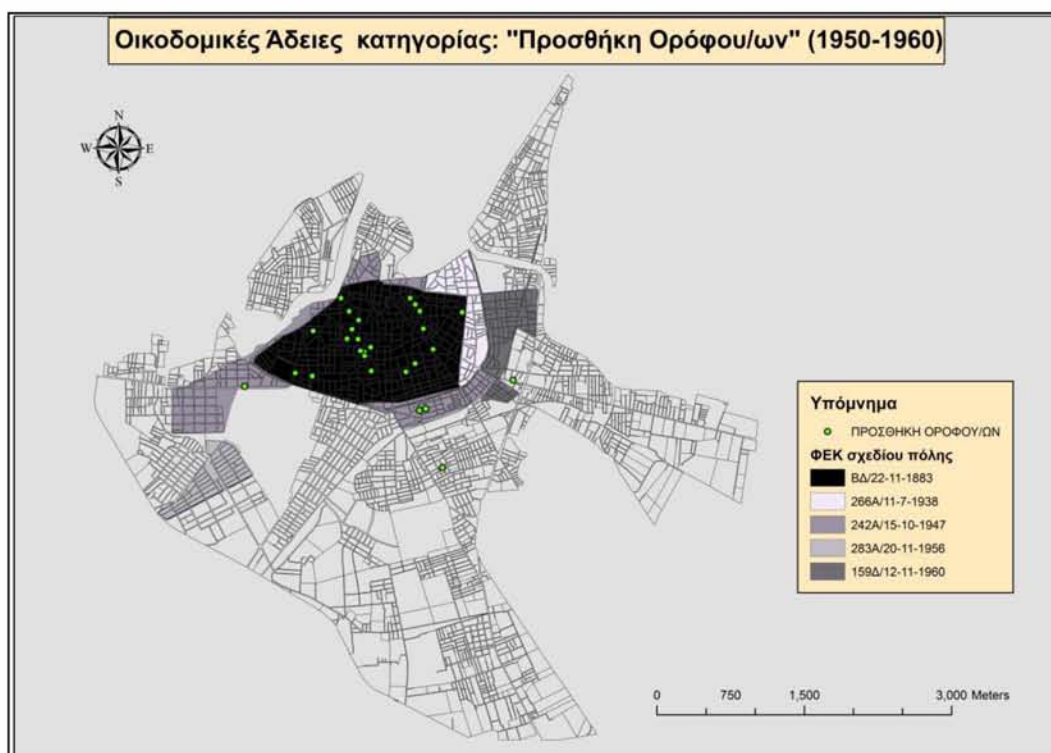 Οικοδομικές Άδειες κατηγορίας: "Προσθήκη Ορόφου/ων" (1950-1960)
N
W E
S
Υπόμνημα
ΠΡΟΣΘΗΚΗ ΟΡΟΦΟΥ/ΩΝ
ΦΕΚ σχεδίου πόλης
ΒΔ/22-11-1883
266Α/11-7-1938
242Α/15-10-1947
283Α/20-11-1956
159Δ/12-11-1960
0 750 1,500 3,000 Meters